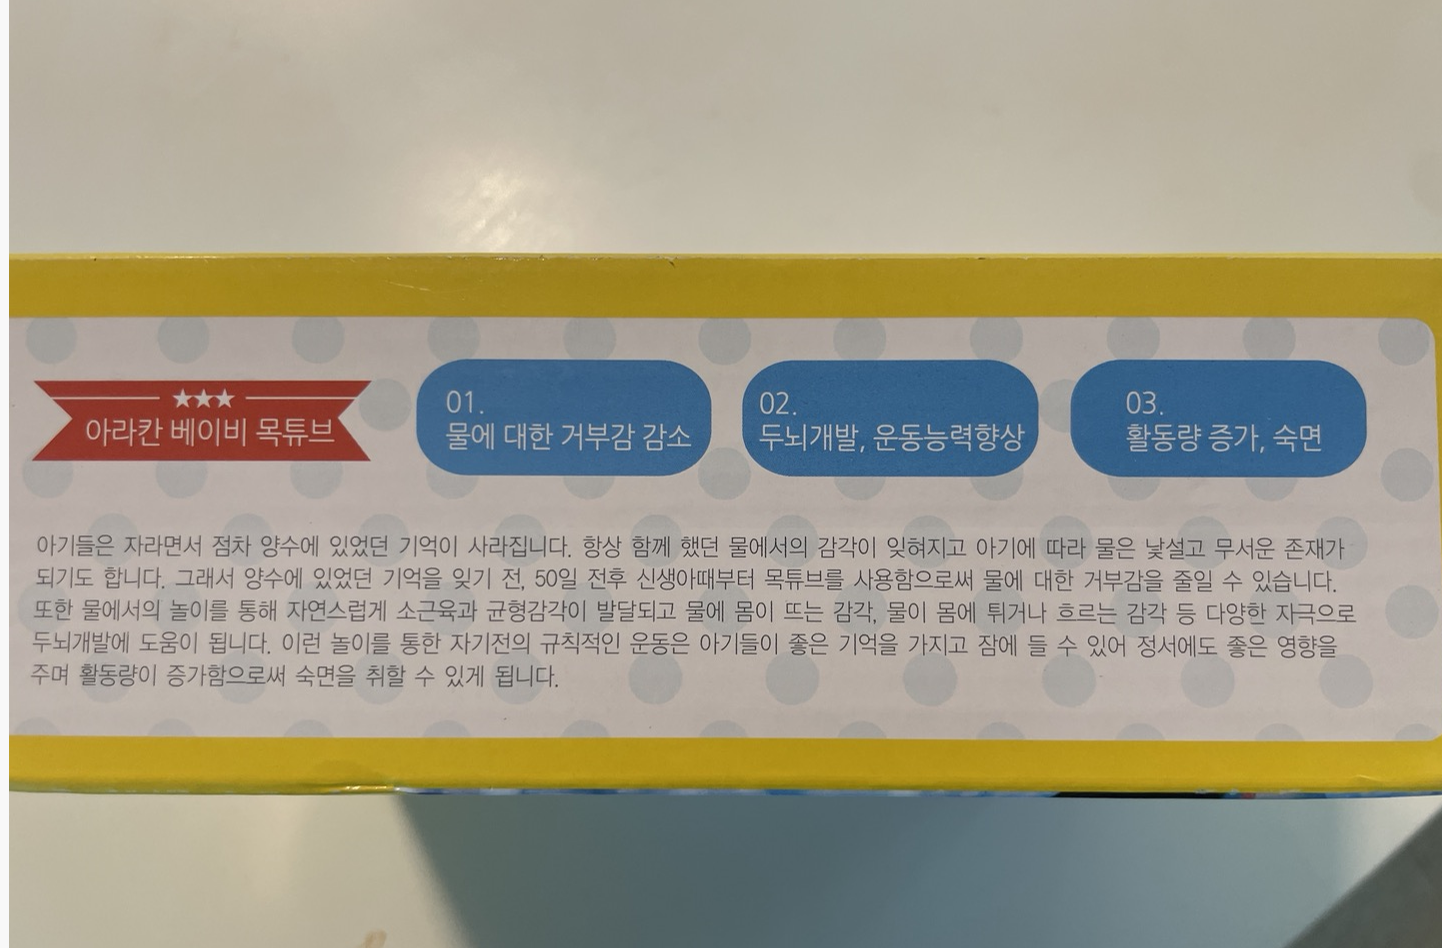 아라칸 베이비 목튜브
01.
물에 대한 거부감 감소
02.
두뇌개발, 운동능력향상
03.
활동량 증가, 숙면
아기들은 자라면서 점차 양수에 있었던 기억이 사라집니다. 항상 함께 했던 물에서의 감각이 잊혀지고 아기에 따라 물은 낯설고 무서운 존재가
되기도 합니다. 그래서 양수에 있었던 기억을 잊기 전, 50일 전후 신생아때부터 목튜브를 사용함으로써 물에 대한 거부감을 줄일 수 있습니다.
또한 물에서의 놀이를 통해 자연스럽게 소근육과 균형감각이 발달되고 물에 몸이 뜨는 감각, 물이 몸에 튀거나 흐르는 감각 등 다양한 자극으로
두뇌개발에 도움이 됩니다. 이런 놀이를 통한 자기전의 규칙적인 운동은 아기들이 좋은 기억을 가지고 잠에 들 수 있어 정서에도 좋은 영향을
주며 활동량이 증가함으로써 숙면을 취할 수 있게 됩니다.